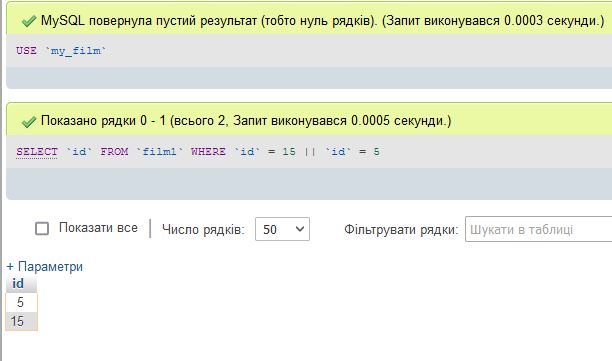 MySQL повернула пустий результат (тобто нуль рядків). (Запит виконувався 0.0003 секунди.)
USE `my_film`
Показано рядки 0 - 1 (всього 2, Запит виконувався 0.0005 секунди.)
SELECT `id` FROM `film1` WHERE `id` = 15 || `id` = 5
Показати все
Число рядків: 50
Фільтрувати рядки: Шукати в таблиці
+ Параметри
id
5
15